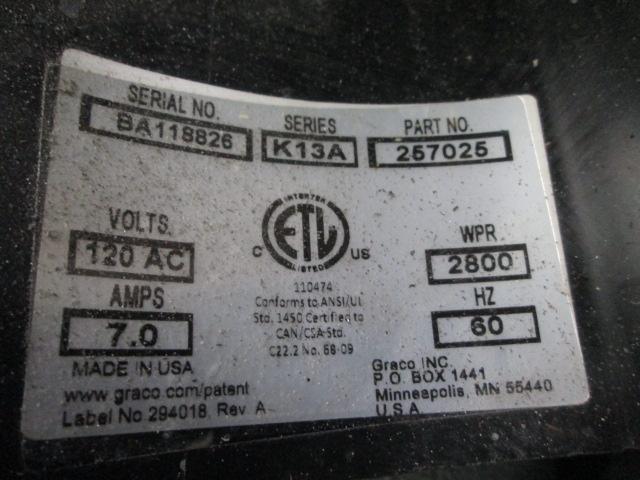 SERIAL NO. SERIES PART NO.
BA118826 K13A 257025
VOLTS
120 AC
AMPS
7.0
MADE IN USA
www.graco.com/patent
Label No 294018, Rev. A
INTERTEK
ETL
LISTED
C US
110474
Conforms to ANSI/UL
Std. 1450 Certified to
CAN/CSA Std.
C22.2 No. 68-09
WPR
2800
HZ
60
Graco INC.
P.O. BOX 1441
Minneapolis, MN 55440
U.S.A